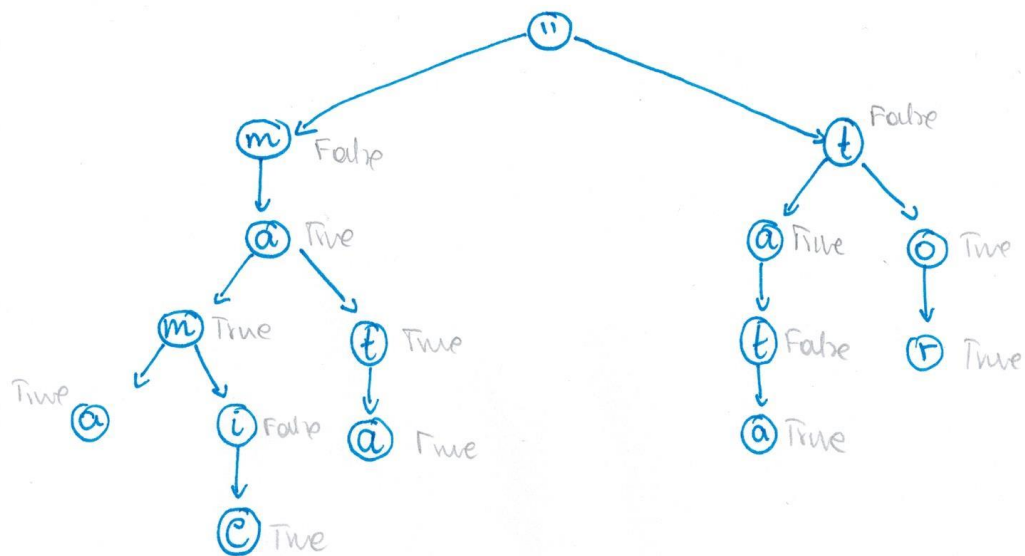 "
m False t False
a True a True o True
m True t True t False r True
True a i False a True a True
c True